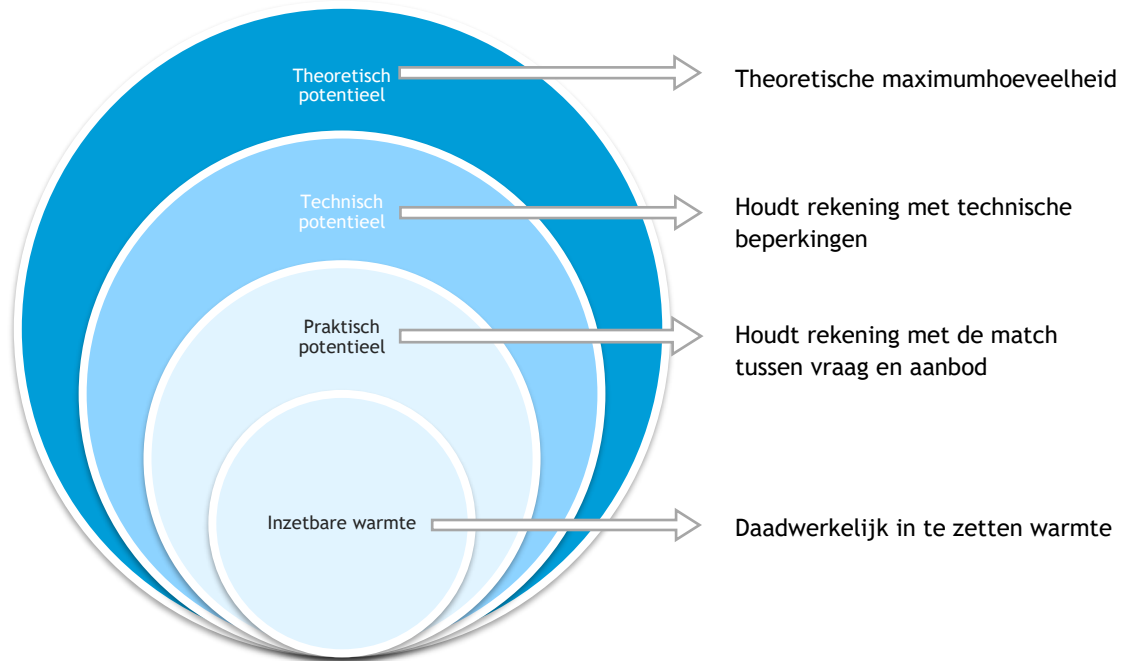 Theoretisch
potentieel
Theoretische maximumhoeveelheid
Technisch
potentieel
Houdt rekening met technische
beperkingen
Praktisch
potentieel
Houdt rekening met de match
tussen vraag en aanbod
Inzetbare warmte
Daadwerkelijk in te zetten warmte